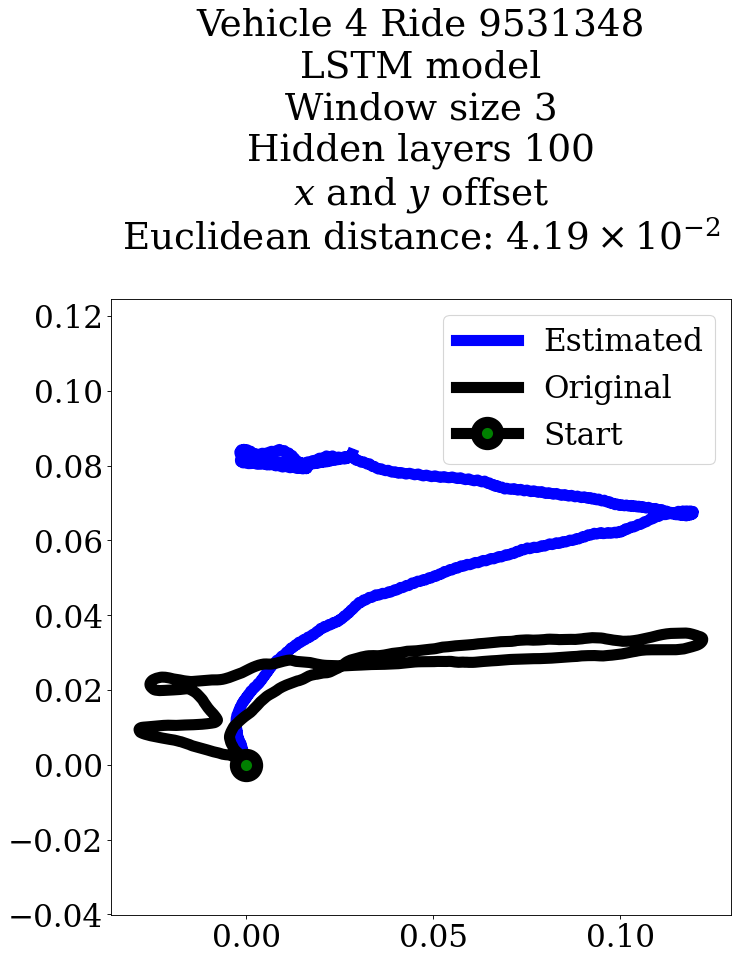 Vehicle 4 Ride 9531348
LSTM model
Window size 3
Hidden layers 100
x and y offset
Euclidean distance: 4.19 × 10⁻²
Estimated
Original
Start
0.12
0.10
0.08
0.06
0.04
0.02
0.00
−0.02
−0.04
0.00 0.05 0.10